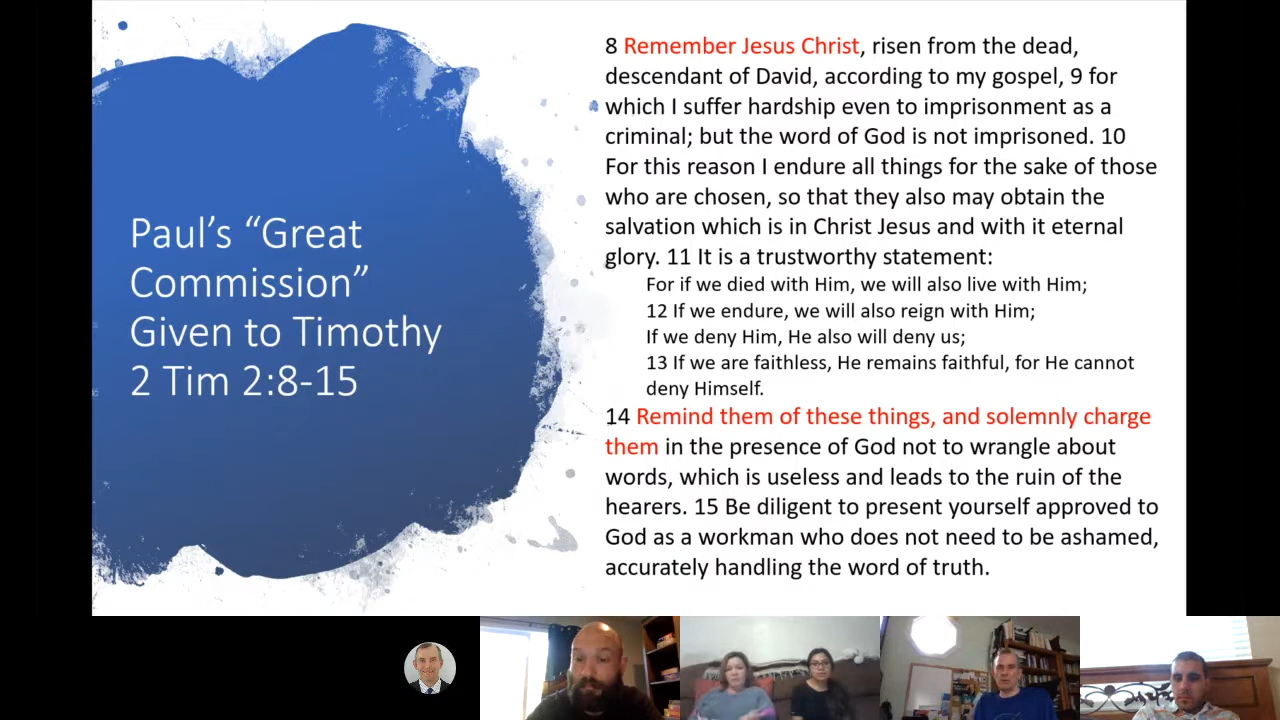 Paul’s “Great
Commission”
Given to Timothy
2 Tim 2:8-15
8 Remember Jesus Christ, risen from the dead,
descendant of David, according to my gospel, 9 for
which I suffer hardship even to imprisonment as a
criminal; but the word of God is not imprisoned. 10
For this reason I endure all things for the sake of those
who are chosen, so that they also may obtain the
salvation which is in Christ Jesus and with it eternal
glory. 11 It is a trustworthy statement:
For if we died with Him, we will also live with Him;
12 If we endure, we will also reign with Him;
If we deny Him, He also will deny us;
13 If we are faithless, He remains faithful, for He cannot
deny Himself.
14 Remind them of these things, and solemnly charge
them in the presence of God not to wrangle about
words, which is useless and leads to the ruin of the
hearers. 15 Be diligent to present yourself approved to
God as a workman who does not need to be ashamed,
accurately handling the word of truth.